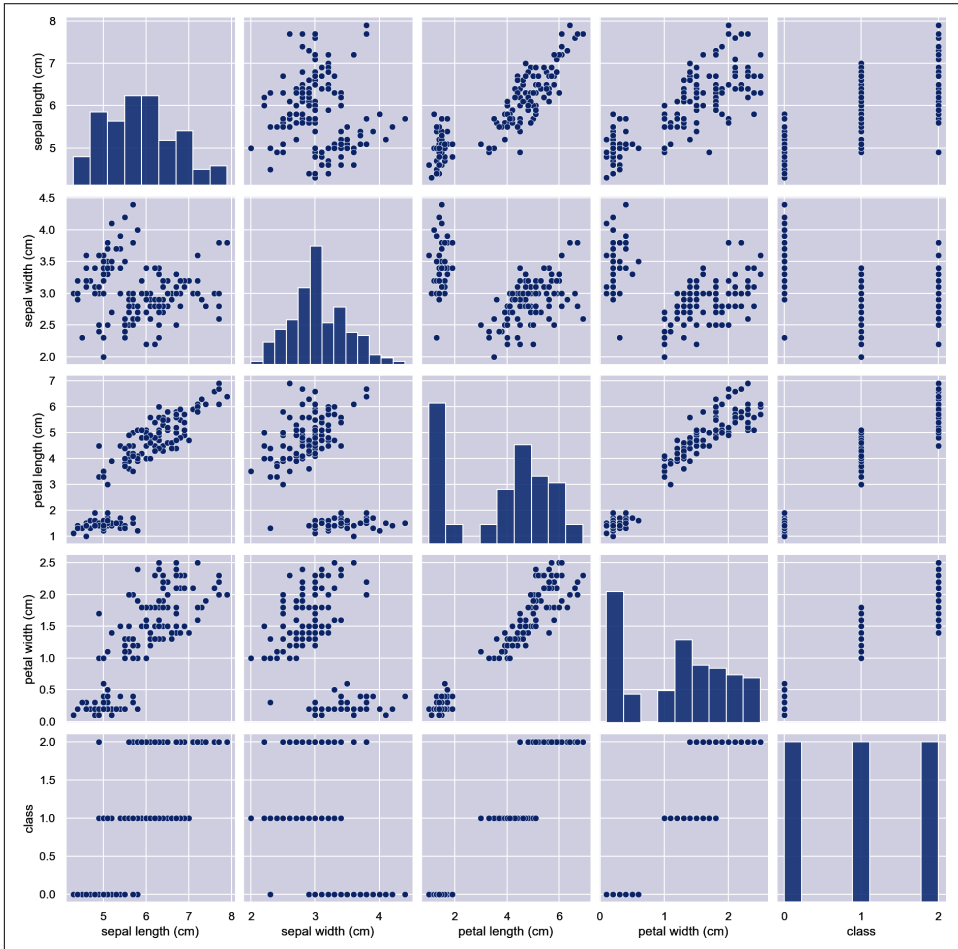 sepal length (cm)
8
7
6
5
sepal width (cm)
4.5
4.0
3.5
3.0
2.5
2.0
petal length (cm)
7
6
5
4
3
2
1
petal width (cm)
2.5
2.0
1.5
1.0
0.5
0.0
class
2.0
1.5
1.0
0.5
0.0
5 6 7 8
2 3 4
2 4 6
0 1 2
0 1 2
sepal length (cm)
sepal width (cm)
petal length (cm)
petal width (cm)
class